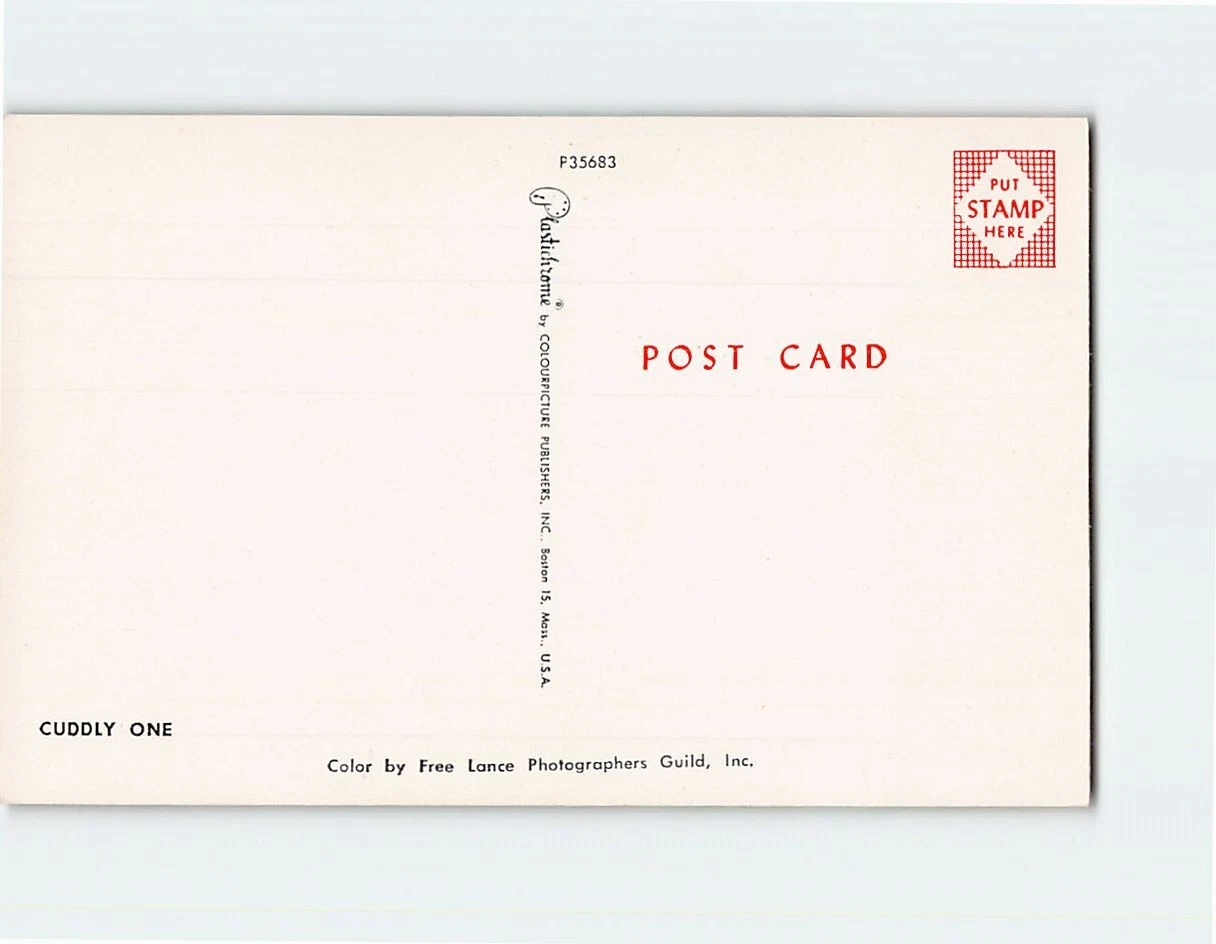 P35683
PUT
STAMP
HERE
Plastichrome® by COLOURPICTURE PUBLISHERS, INC., Boston 15, Mass., U.S.A.
POST CARD
CUDDLY ONE
Color by Free Lance Photographers Guild, Inc.